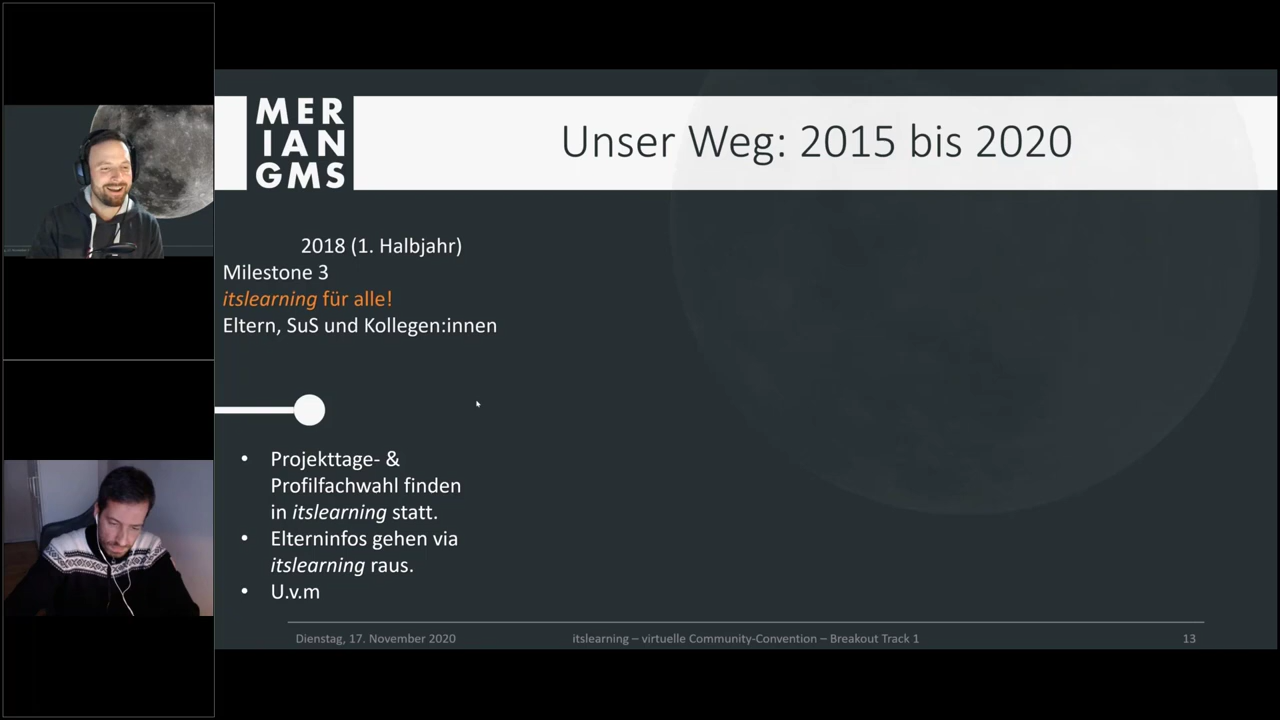 MER
IAN
GMS
Unser Weg: 2015 bis 2020
2018 (1. Halbjahr)
Milestone 3
itslearning für alle!
Eltern, SuS und Kollegen:innen
• Projekttage- &
Profilfachwahl finden
in itslearning statt.
• Elterninfos gehen via
itslearning raus.
• U.v.m
Dienstag, 17. November 2020
itslearning – virtuelle Community-Convention – Breakout Track 1
13